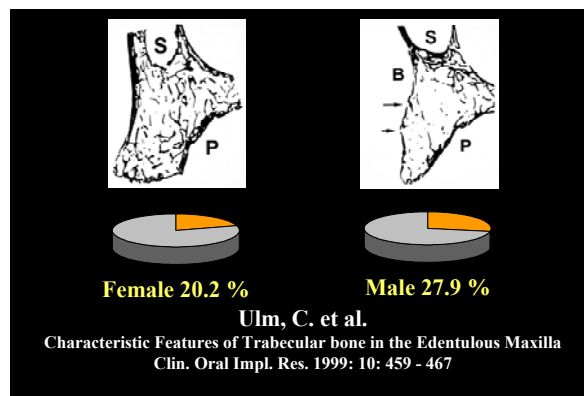 S
P
S
B
P
Female 20.2 %
Male 27.9 %
Ulm, C. et al.
Characteristic Features of Trabecular bone in the Edentulous Maxilla
Clin. Oral Impl. Res. 1999: 10: 459 - 467